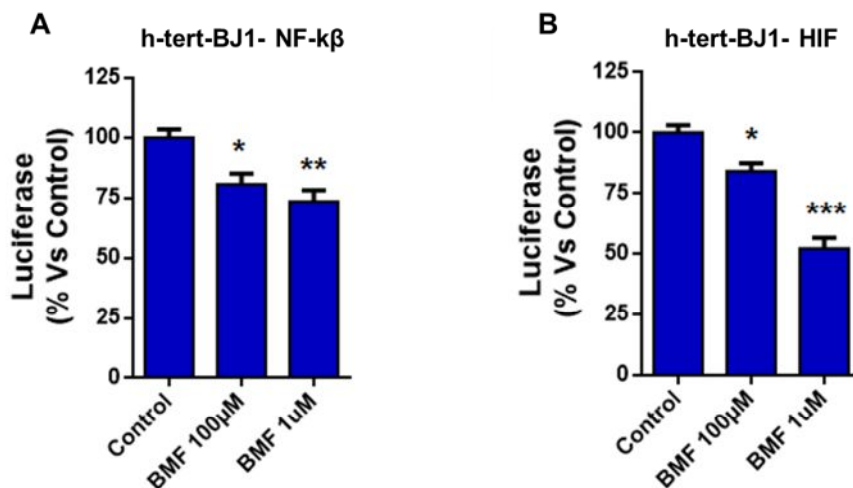 A
h-tert-BJ1- NF-kβ
Luciferase
(% Vs Control)
125
100
75
50
25
0
*
**
Control
BMF 100µM
BMF 1uM
B
h-tert-BJ1- HIF
Luciferase
(% Vs Control)
125
100
75
50
25
0
*
***
Control
BMF 100µM
BMF 1uM